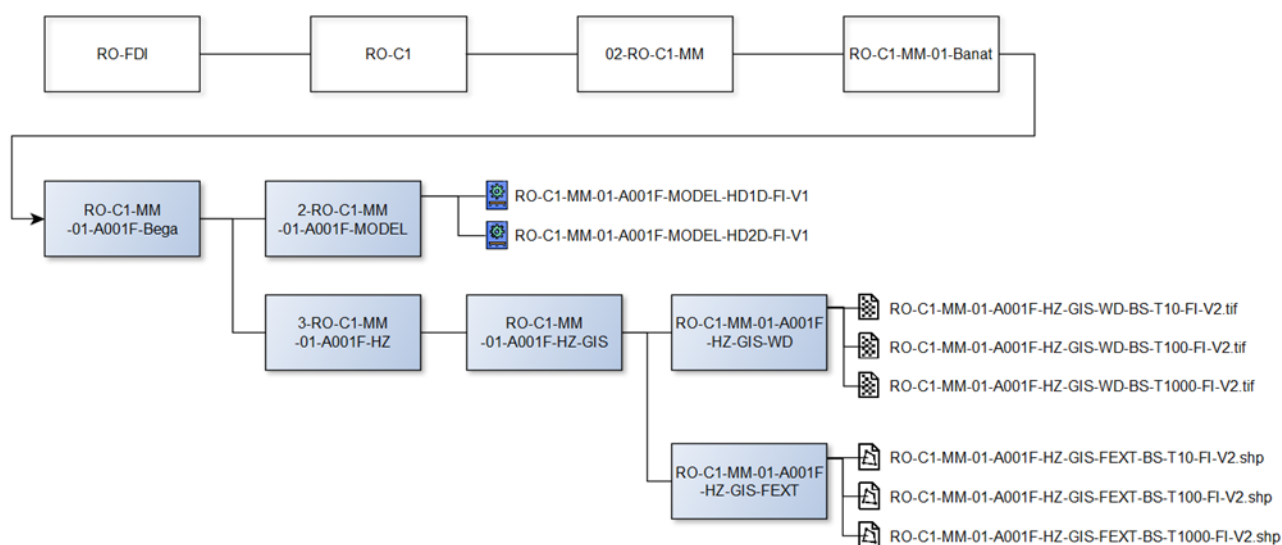 RO-FDI
RO-C1
02-RO-C1-MM
RO-C1-MM-01-Banat
RO-C1-MM
-01-A001F-Bega
2-RO-C1-MM
-01-A001F-MODEL
RO-C1-MM-01-A001F-MODEL-HD1D-FI-V1
RO-C1-MM-01-A001F-MODEL-HD2D-FI-V1
3-RO-C1-MM
-01-A001F-HZ
RO-C1-MM
-01-A001F-HZ-GIS
RO-C1-MM-01-A001F
-HZ-GIS-WD
RO-C1-MM-01-A001F-HZ-GIS-WD-BS-T10-FI-V2.tif
RO-C1-MM-01-A001F-HZ-GIS-WD-BS-T100-FI-V2.tif
RO-C1-MM-01-A001F-HZ-GIS-WD-BS-T1000-FI-V2.tif
RO-C1-MM-01-A001F
-HZ-GIS-FEXT
RO-C1-MM-01-A001F-HZ-GIS-FEXT-BS-T10-FI-V2.shp
RO-C1-MM-01-A001F-HZ-GIS-FEXT-BS-T100-FI-V2.shp
RO-C1-MM-01-A001F-HZ-GIS-FEXT-BS-T1000-FI-V2.shp